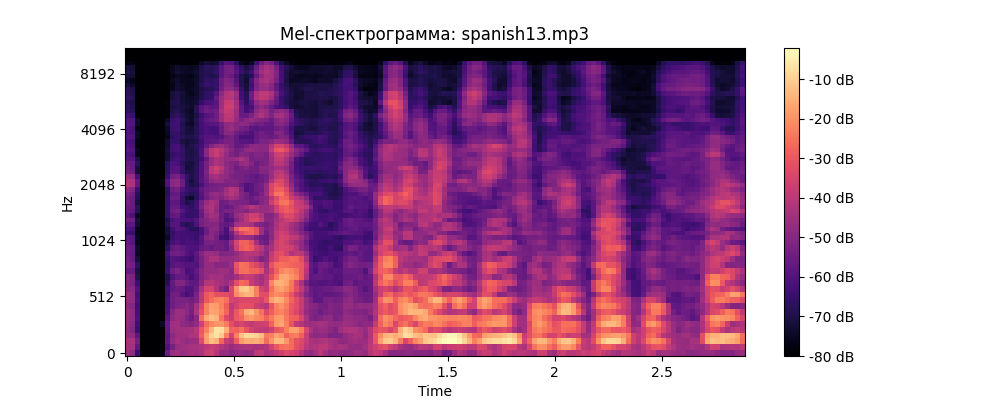 Mel-спектрограмма: spanish13.mp3
8192
4096
2048
1024
512
0
Hz
0 0.5 1 1.5 2 2.5
Time
-10 dB
-20 dB
-30 dB
-40 dB
-50 dB
-60 dB
-70 dB
-80 dB